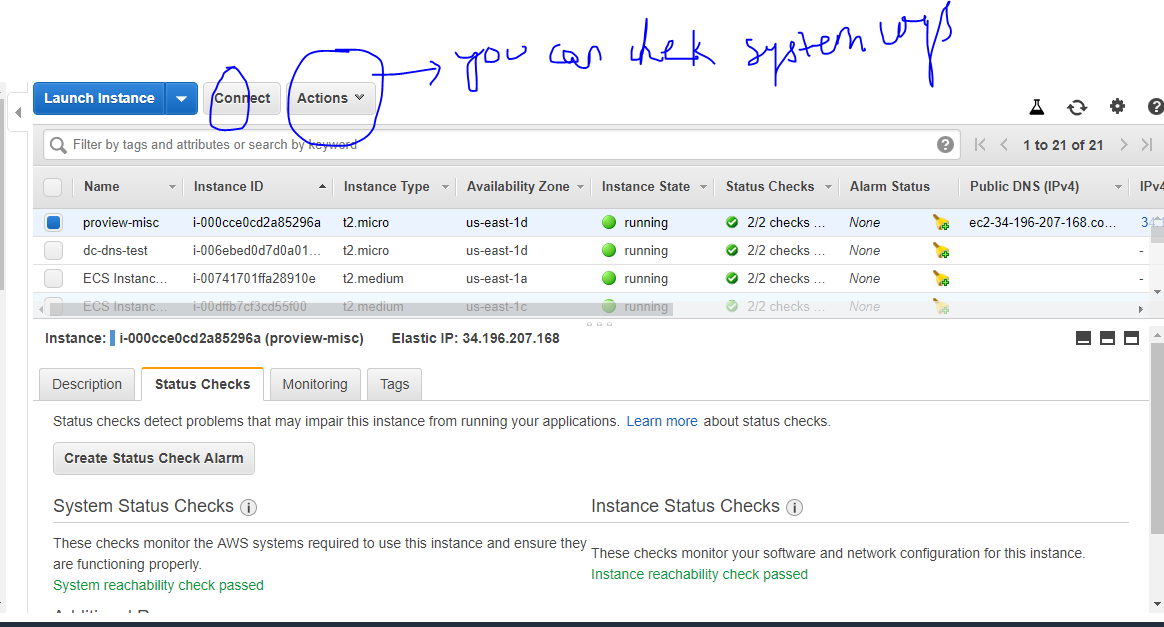 you can chek system
Launch Instance Connect Actions
Filter by tags and attributes or search by keyword 1 to 21 of 21
Name Instance ID Instance Type Availability Zone Instance State Status Checks Alarm Status Public DNS (IPv4) IPv4
proview-misc i-000cce0cd2a85296a t2.micro us-east-1d running 2/2 checks ... None ec2-34-196-207-168.co... 34.
dc-dns-test i-006ebed0d7d0a01... t2.micro us-east-1d running 2/2 checks ... None -
ECS Instanc... i-00741701ffa28910e t2.medium us-east-1a running 2/2 checks ... None -
ECS Instanc... i-00dffb7cf3cd55f00 t2.medium us-east-1c running 2/2 checks ... None
Instance: i-000cce0cd2a85296a (proview-misc) Elastic IP: 34.196.207.168
Description Status Checks Monitoring Tags
Status checks detect problems that may impair this instance from running your applications. Learn more about status checks.
Create Status Check Alarm
System Status Checks Instance Status Checks
These checks monitor the AWS systems required to use this instance and ensure they
are functioning properly.
These checks monitor your software and network configuration for this instance.
System reachability check passed
Instance reachability check passed